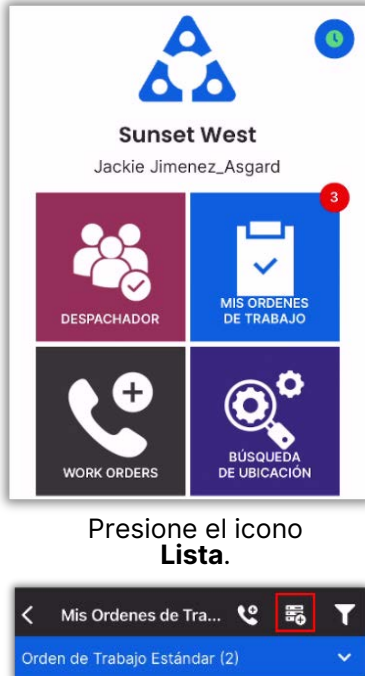 Sunset West
Jackie Jimenez_Asgard
3
DESPACHADOR
MIS ORDENES
DE TRABAJO
WORK ORDERS
BÚSQUEDA
DE UBICACIÓN
Presione el icono
Lista.
Mis Ordenes de Tra...
Orden de Trabajo Estándar (2)